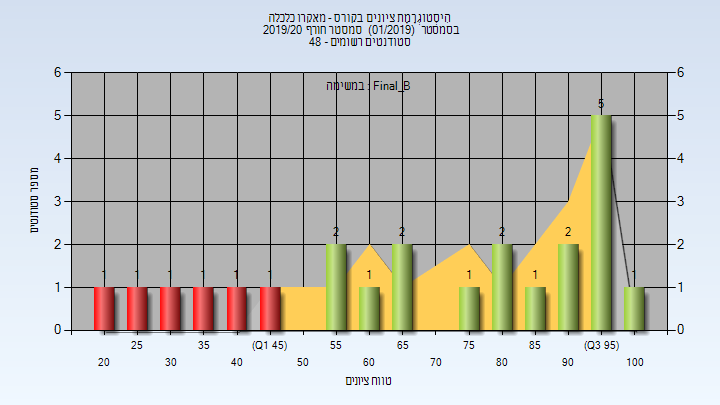 היסטוגרמת ציונים בקורס - מאקרו כלכלה
בסמסטר (01/2019) סמסטר חורף 2019/20
סטודנטים רשומים - 48
במשימה : Final_B
מספר סטודנטים
6 6
5 5
4 4
3 3
2 2
1 1
0 0
1 1 1 1 1 1 2 1 2 1 2 1 2 5 1
25 35 (Q1 45) 55 65 75 85 (Q3 95)
20 30 40 50 60 70 80 90 100
טווח ציונים